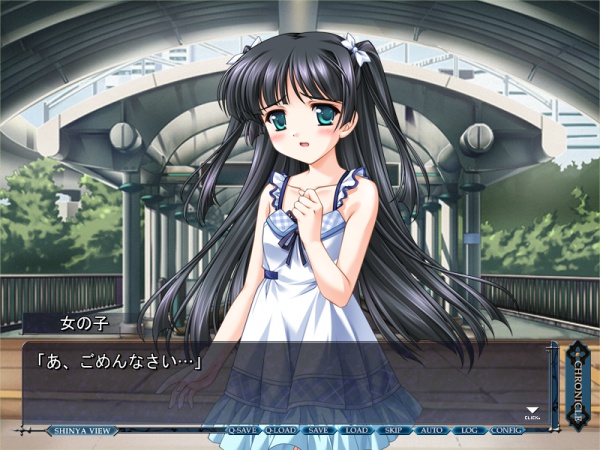 女の子
「あ、ごめんなさい…」
CHRONICLE
CLICK
SHINYA VIEW
Q-SAVE Q-LOAD SAVE LOAD SKIP AUTO LOG CONFIG